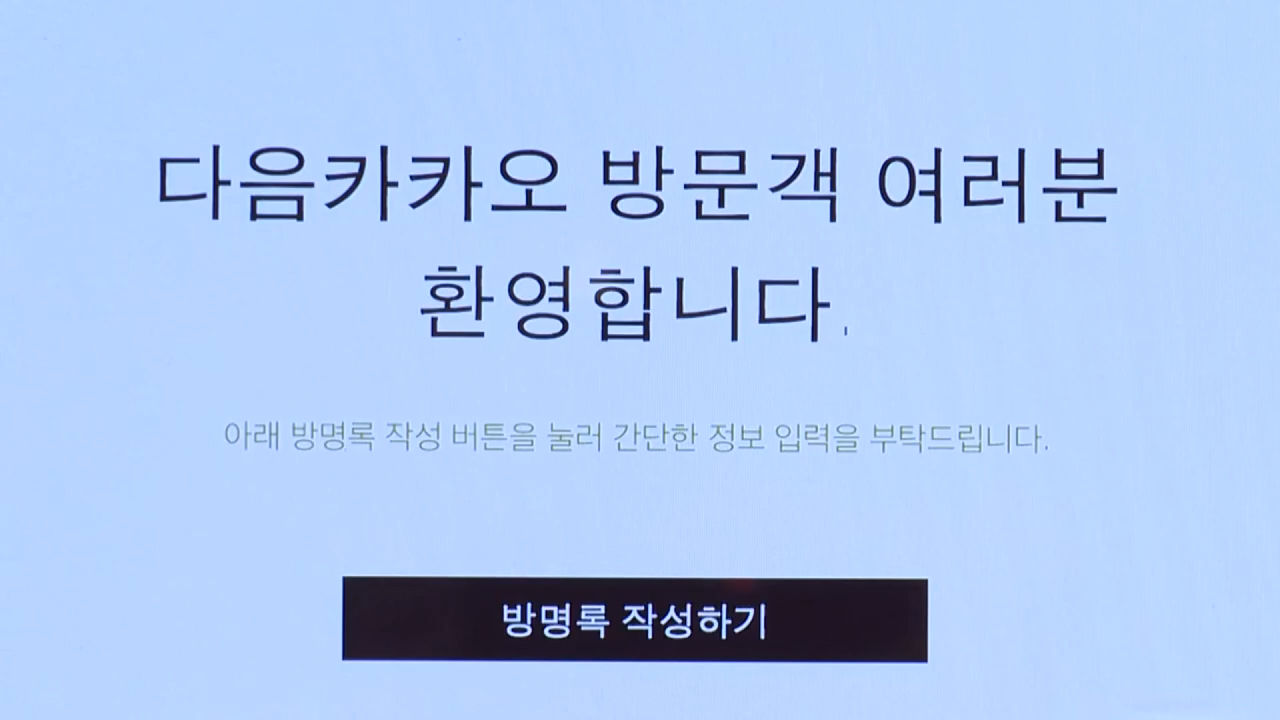 다음카카오 방문객 여러분
환영합니다.
아래 방명록 작성 버튼을 눌러 간단한 정보 입력을 부탁드립니다.
방명록 작성하기